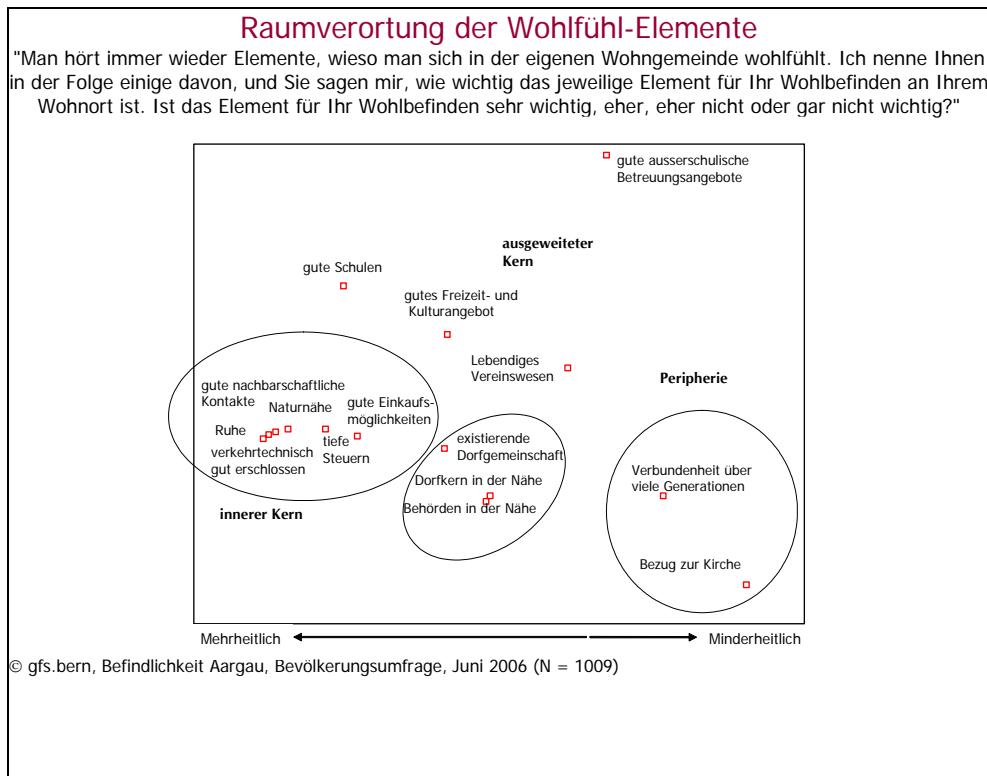 Raumverortung der Wohlfühl-Elemente
"Man hört immer wieder Elemente, wieso man sich in der eigenen Wohngemeinde wohlfühlt. Ich nenne Ihnen
in der Folge einige davon, und Sie sagen mir, wie wichtig das jeweilige Element für Ihr Wohlbefinden an Ihrem
Wohnort ist. Ist das Element für Ihr Wohlbefinden sehr wichtig, eher, eher nicht oder gar nicht wichtig?"
gute ausserschulische
Betreuungsangebote
ausgeweiteter
Kern
gute Schulen
gutes Freizeit- und
Kulturangebot
Lebendiges
Vereinswesen
Peripherie
gute nachbarschaftliche
Kontakte
Naturnähe
gute Einkaufs-
möglichkeiten
Ruhe
verkehrtechnisch
gut erschlossen
tiefe
Steuern
existierende
Dorfgemeinschaft
Dorfkern in der Nähe
Behörden in der Nähe
Verbundenheit über
viele Generationen
innerer Kern
Bezug zur Kirche
Mehrheitlich
Minderheitlich
© gfs.bern, Befindlichkeit Aargau, Bevölkerungsumfrage, Juni 2006 (N = 1009)